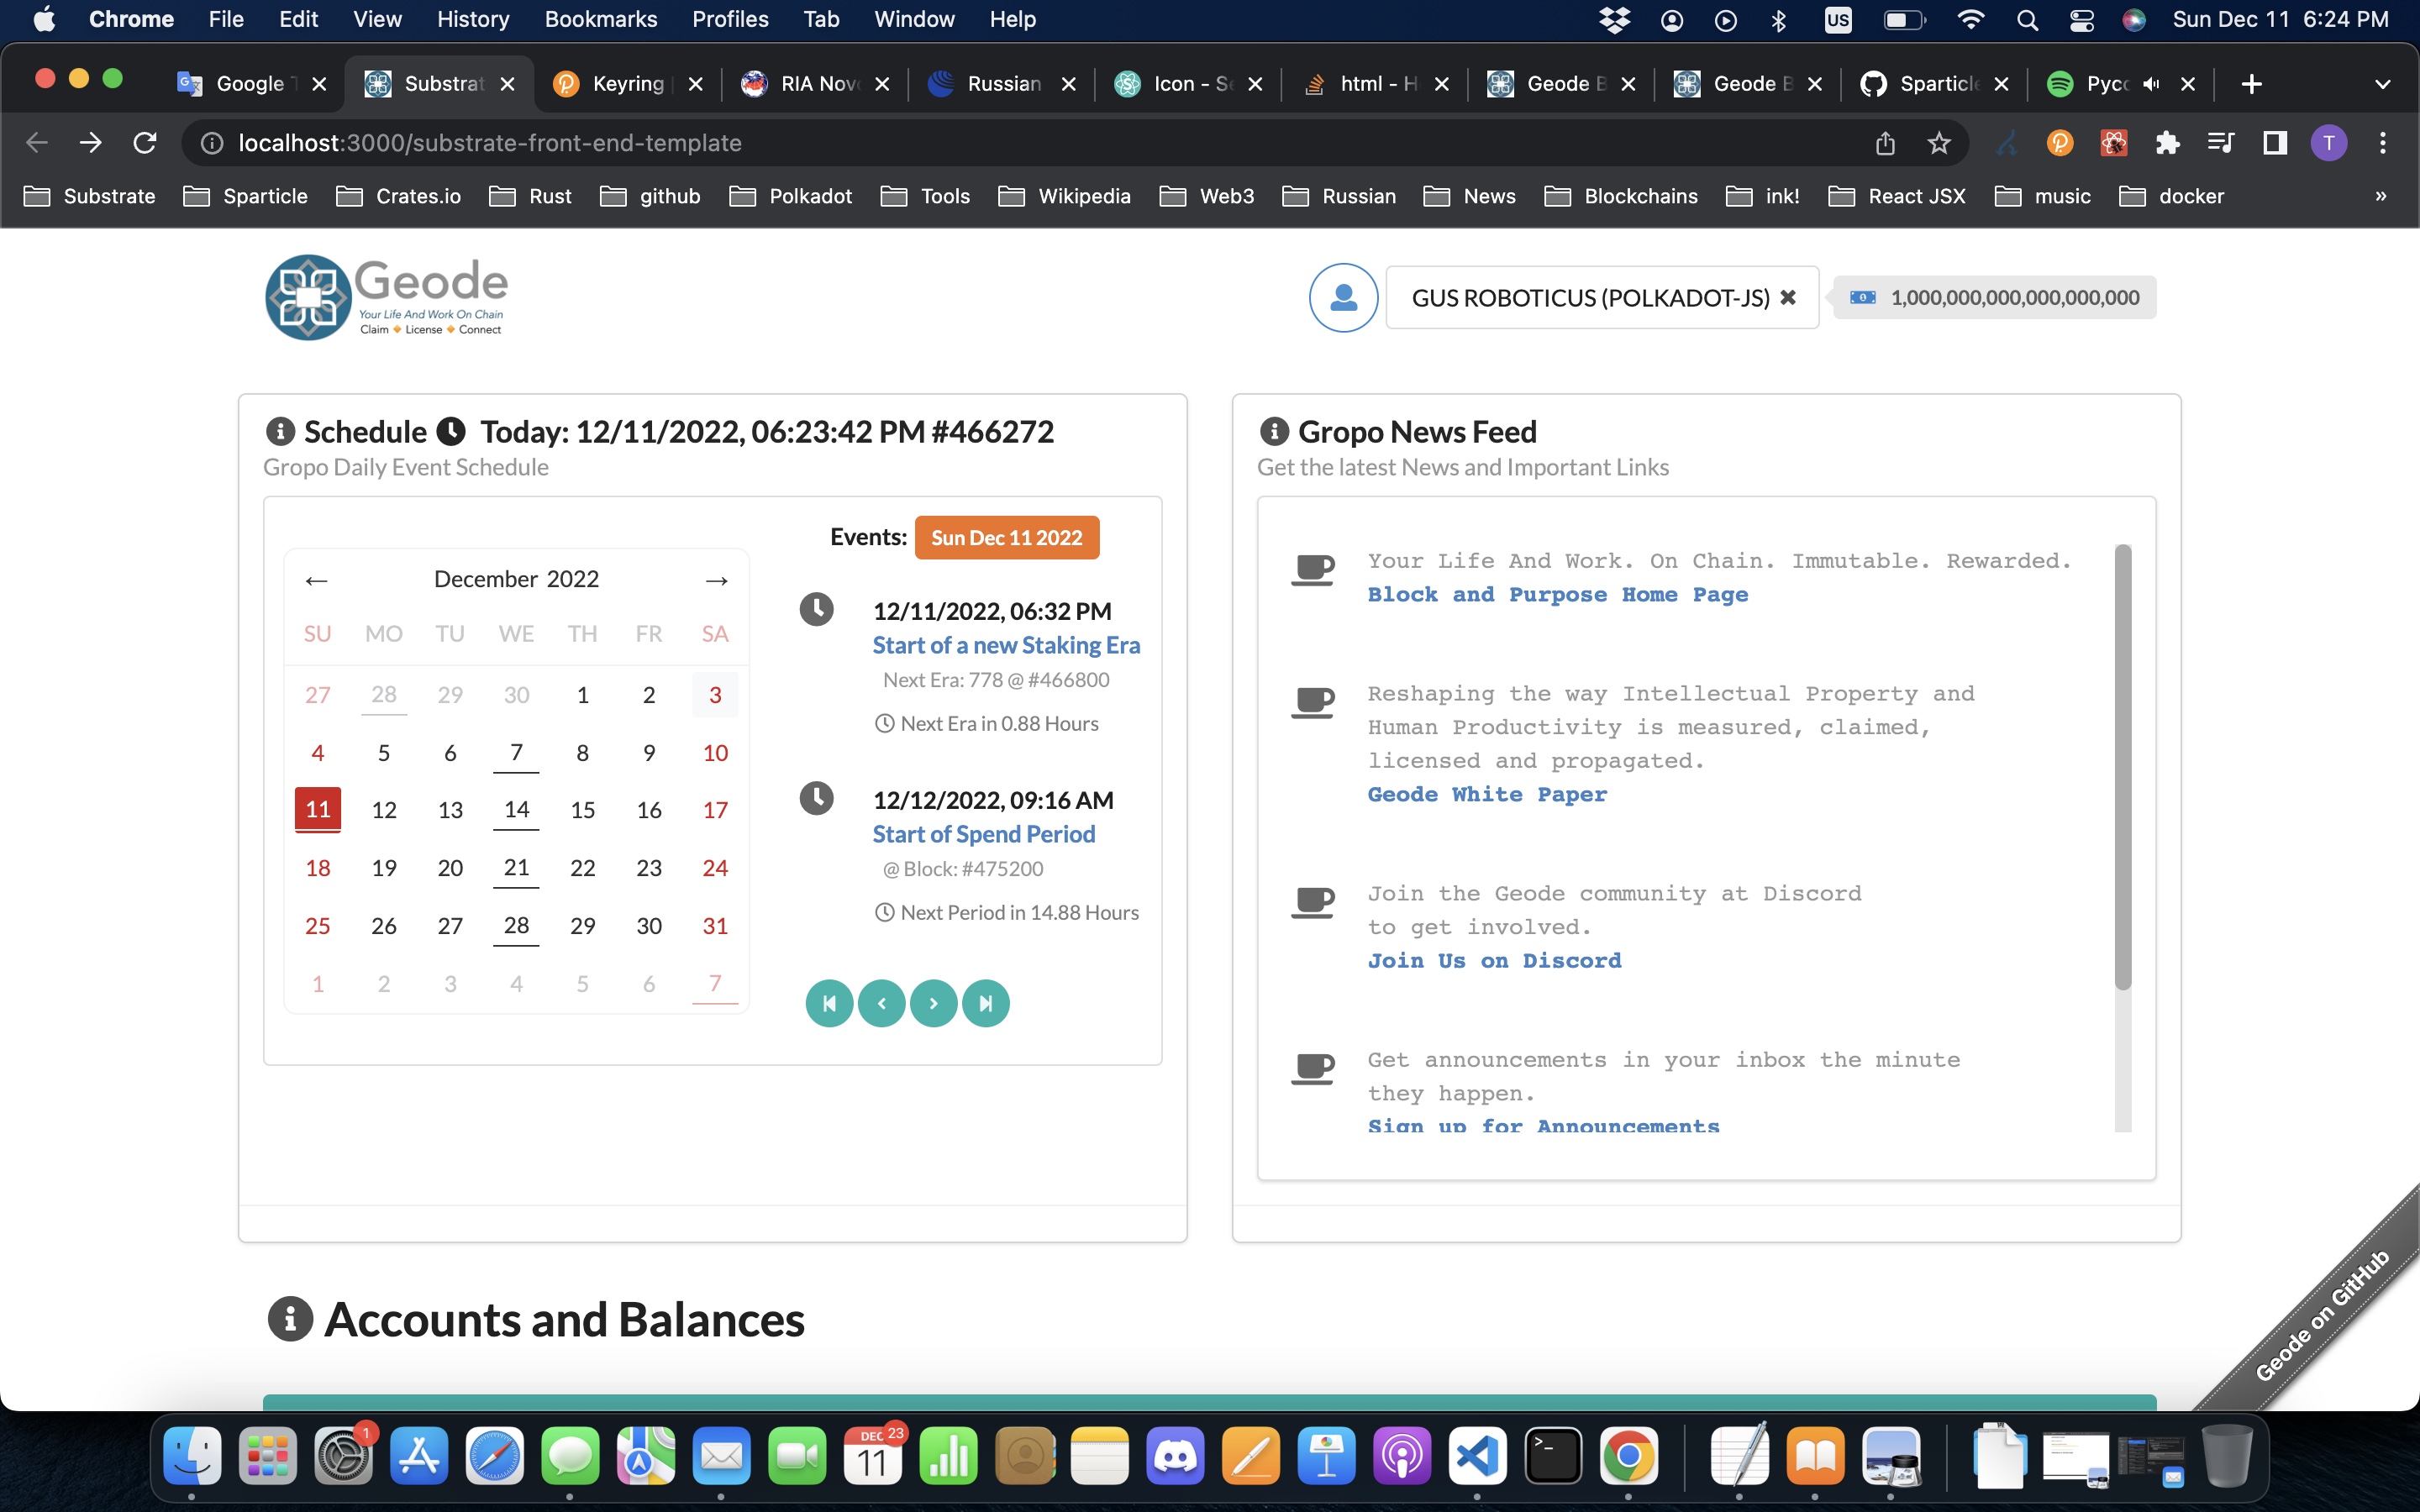 Chrome File Edit View History Bookmarks Profiles Tab Window Help US Sun Dec 11 6:24 PM
Google T Substrat Keyring RIA Nov Russian Icon - Se html - H Geode B Geode B Sparticle Русс
localhost:3000/substrate-front-end-template T
Substrate Sparticle Crates.io Rust github Polkadot Tools Wikipedia Web3 Russian News Blockchains ink! React JSX music docker »
Geode
Your Life And Work On Chain
Claim License Connect
GUS ROBOTICUS (POLKADOT-JS)
1,000,000,000,000,000,000
Schedule Today: 12/11/2022, 06:23:42 PM #466272
Gropo Daily Event Schedule
December 2022
SU MO TU WE TH FR SA
27 28 29 30 1 2 3
4 5 6 7 8 9 10
11 12 13 14 15 16 17
18 19 20 21 22 23 24
25 26 27 28 29 30 31
1 2 3 4 5 6 7
Events: Sun Dec 11 2022
12/11/2022, 06:32 PM
Start of a new Staking Era
Next Era: 778 @ #466800
Next Era in 0.88 Hours
12/12/2022, 09:16 AM
Start of Spend Period
@ Block: #475200
Next Period in 14.88 Hours
Gropo News Feed
Get the latest News and Important Links
Your Life And Work. On Chain. Immutable. Rewarded.
Block and Purpose Home Page
Reshaping the way Intellectual Property and
Human Productivity is measured, claimed,
licensed and propagated.
Geode White Paper
Join the Geode community at Discord
to get involved.
Join Us on Discord
Get announcements in your inbox the minute
they happen.
Sign up for Announcements
Accounts and Balances
Geode on GitHub
1
DEC 23
11